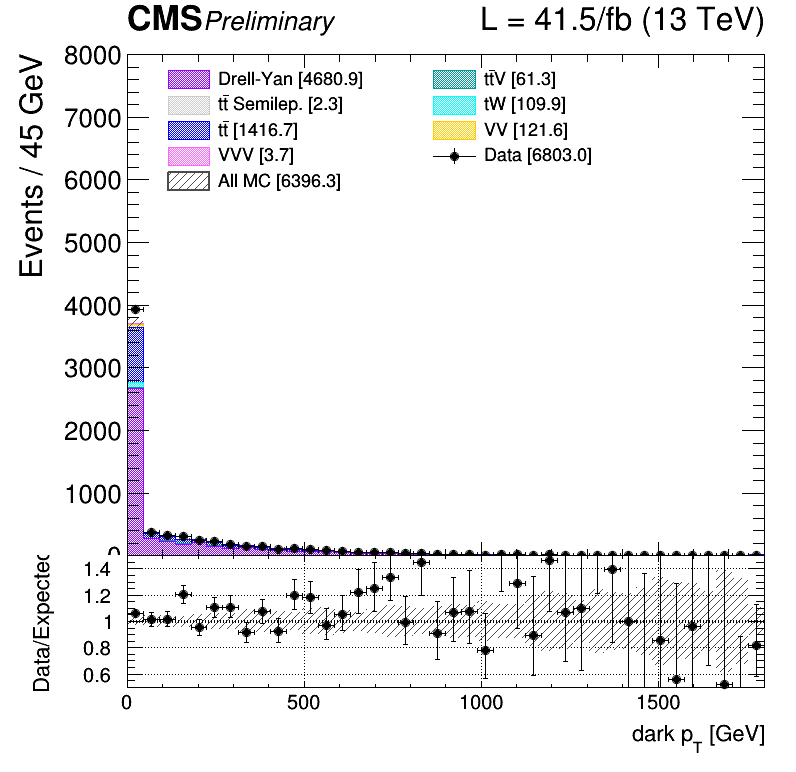 CMS Preliminary L = 41.5/fb (13 TeV)
Events / 45 GeV
8000
7000
6000
5000
4000
3000
2000
1000
0
Drell-Yan [4680.9]
tt̄ Semilep. [2.3]
tt̄ [1416.7]
VVV [3.7]
All MC [6396.3]
tt̄V [61.3]
tW [109.9]
VV [121.6]
Data [6803.0]
Data/Expected
1.4
1.2
1
0.8
0.6
0 500 1000 1500
dark p_T [GeV]